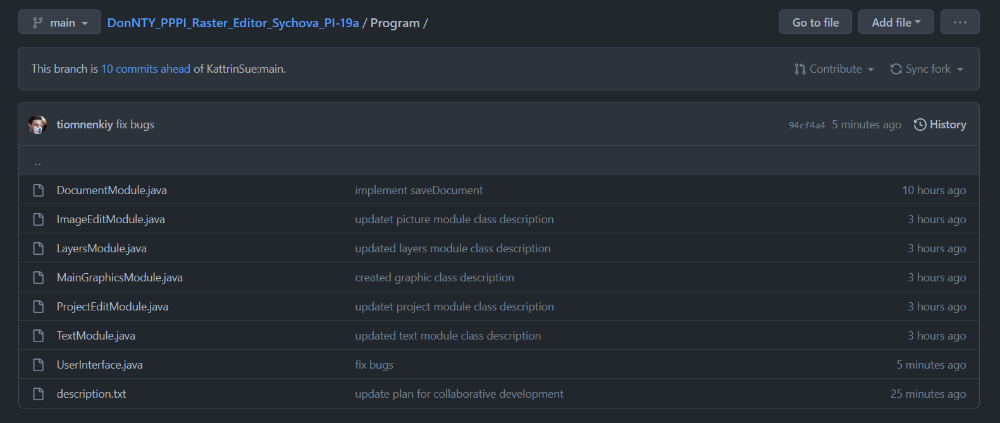 main DonNTY_PPPI_Raster_Editor_Sychova_PI-19a / Program / Go to file Add file ...
This branch is 10 commits ahead of KattrinSue:main. Contribute Sync fork
tiomnenkiy fix bugs 94cf4a4 5 minutes ago History
..
DocumentModule.java implement saveDocument 10 hours ago
ImageEditModule.java updatet picture module class description 3 hours ago
LayersModule.java updated layers module class description 3 hours ago
MainGraphicsModule.java created graphic class description 3 hours ago
ProjectEditModule.java updatet project module class description 3 hours ago
TextModule.java updated text module class description 3 hours ago
UserInterface.java fix bugs 5 minutes ago
description.txt update plan for collaborative development 25 minutes ago